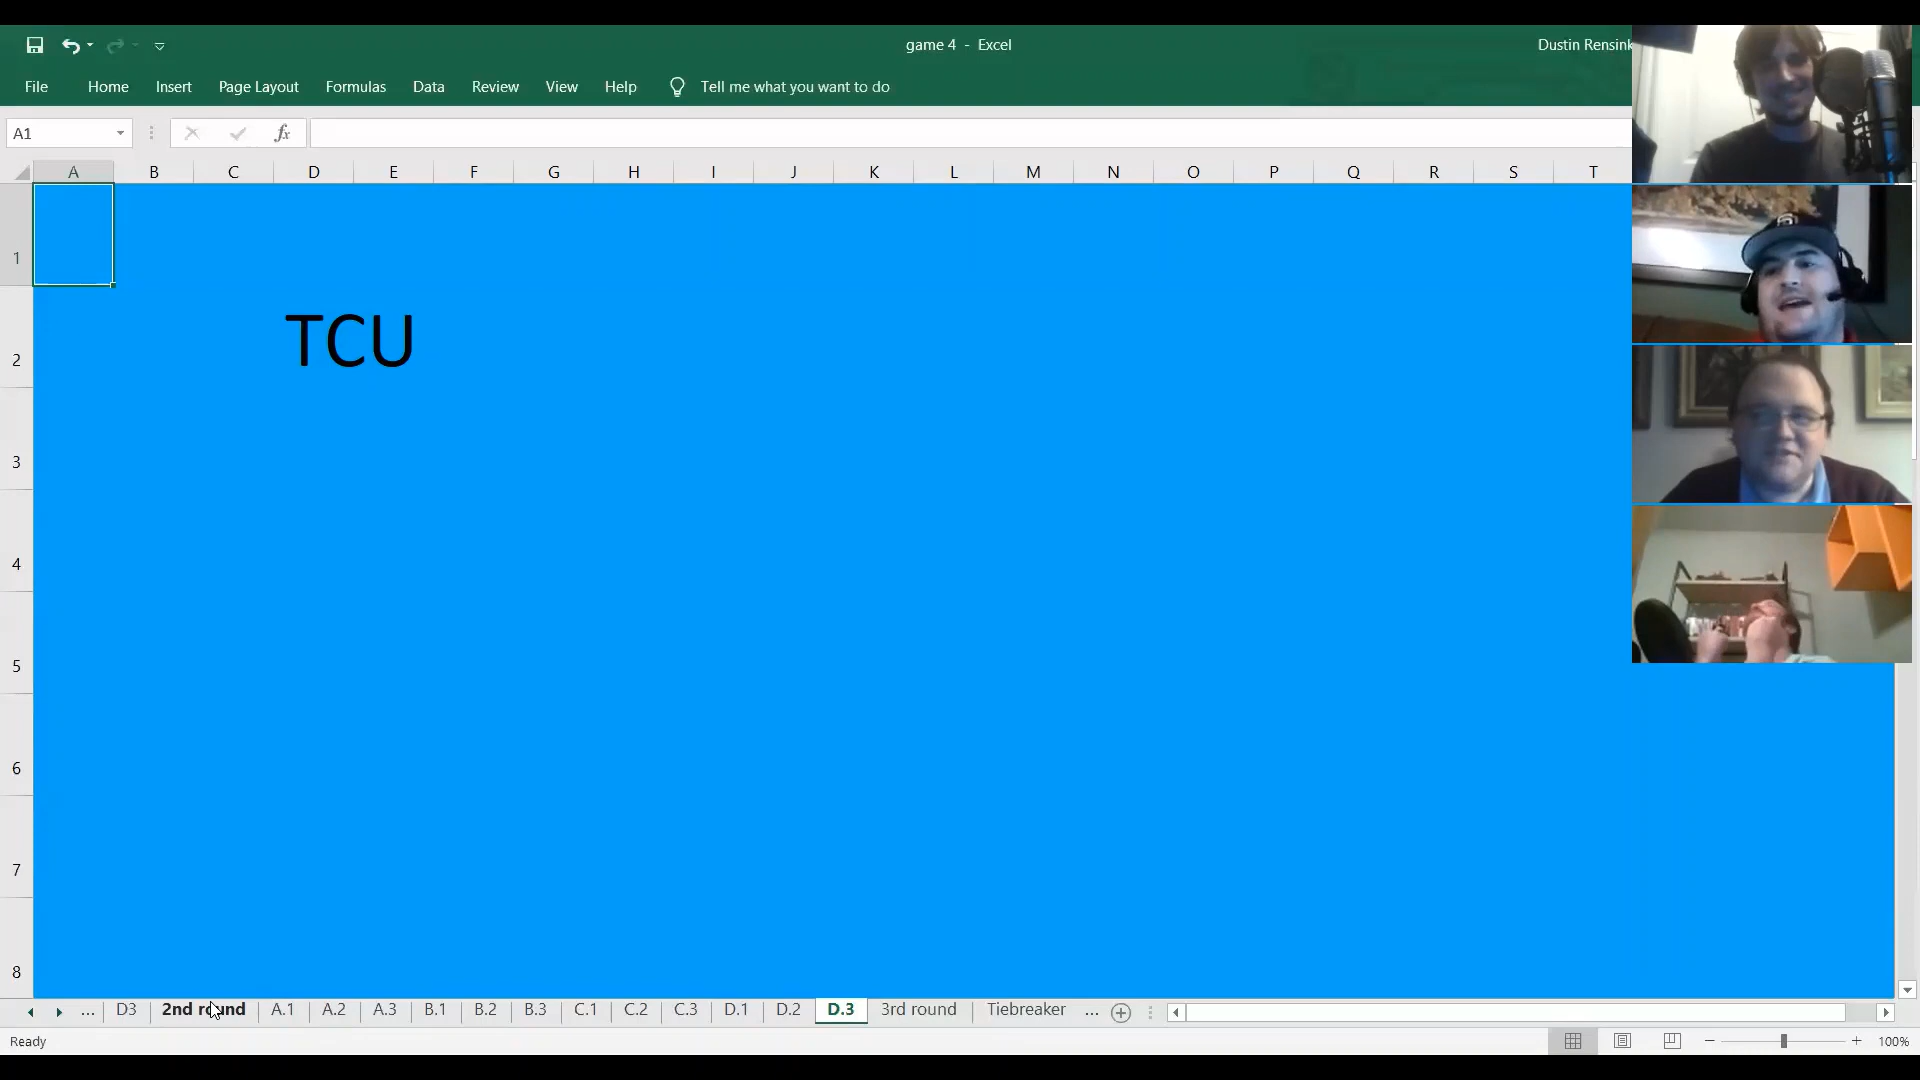 game 4 - Excel
Dustin Rensink
File Home Insert Page Layout Formulas Data Review View Help Tell me what you want to do
A1
fx
A B C D E F G H I J K L M N O P Q R S T
1
TCU
2
3
4
5
6
7
8
... D3 2nd round A.1 A.2 A.3 B.1 B.2 B.3 C.1 C.2 C.3 D.1 D.2 D.3 3rd round Tiebreaker ...
Ready
100%